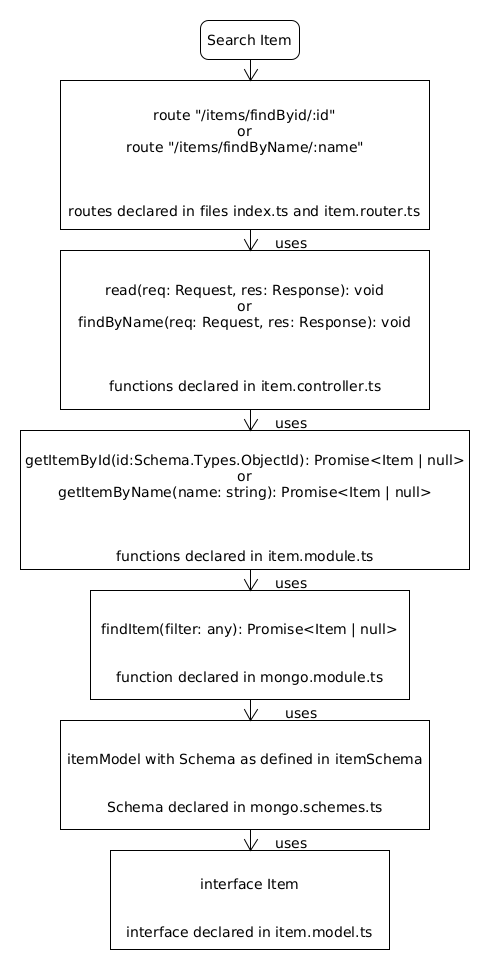 Search Item
route "/items/findByid/:id"
or
route "/items/findByName/:name"
routes declared in files index.ts and item.router.ts
uses
read(req: Request, res: Response): void
or
findByName(req: Request, res: Response): void
functions declared in item.controller.ts
uses
getItemById(id:Schema.Types.ObjectId): Promise<Item | null>
or
getItemByName(name: string): Promise<Item | null>
functions declared in item.module.ts
uses
findItem(filter: any): Promise<Item | null>
function declared in mongo.module.ts
uses
itemModel with Schema as defined in itemSchema
Schema declared in mongo.schemes.ts
uses
interface Item
interface declared in item.model.ts